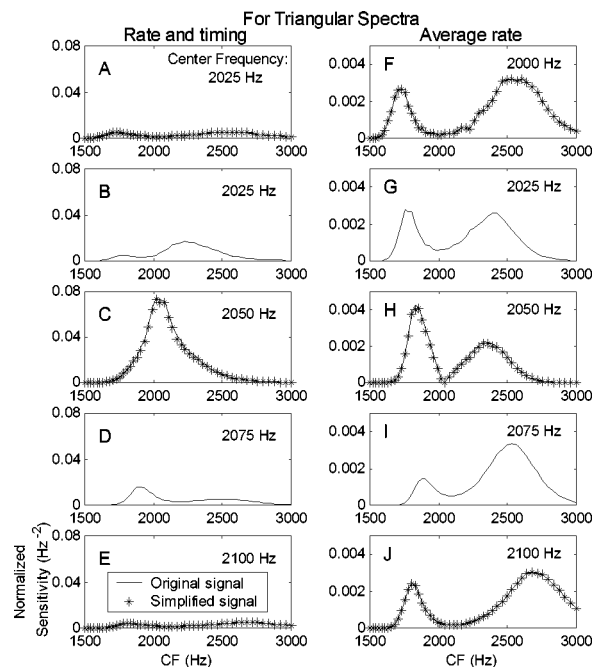 For Triangular Spectra
Rate and timing
Average rate
0.08
0.04
0
A
Center Frequency:
2025 Hz
1500 2000 2500 3000
0.004
0.002
0
F
2000 Hz
1500 2000 2500 3000
0.08
0.04
0
B
2025 Hz
1500 2000 2500 3000
0.004
0.002
0
G
2025 Hz
1500 2000 2500 3000
0.08
0.04
0
C
2050 Hz
1500 2000 2500 3000
0.004
0.002
0
H
2050 Hz
1500 2000 2500 3000
0.08
0.04
0
D
2075 Hz
1500 2000 2500 3000
0.004
0.002
0
I
2075 Hz
1500 2000 2500 3000
Normalized
Sensitivity (Hz⁻²)
0.08
0.04
0
E
2100 Hz
Original signal
Simplified signal
1500 2000 2500 3000
CF (Hz)
0.004
0.002
0
J
2100 Hz
1500 2000 2500 3000
CF (Hz)